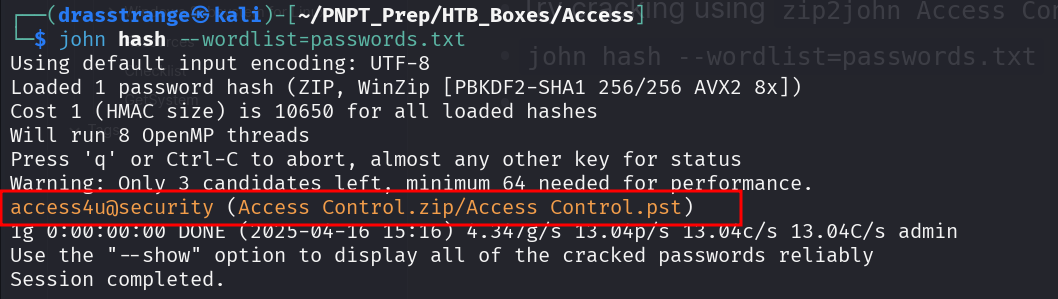 (drasstrange㉿kali)-[~/PNPT_Prep/HTB_Boxes/Access]
$ john hash --wordlist=passwords.txt
Using default input encoding: UTF-8
Loaded 1 password hash (ZIP, WinZip [PBKDF2-SHA1 256/256 AVX2 8x])
Cost 1 (HMAC size) is 10650 for all loaded hashes
Will run 8 OpenMP threads
Press 'q' or Ctrl-C to abort, almost any other key for status
Warning: Only 3 candidates left, minimum 64 needed for performance.
access4u@security (Access Control.zip/Access Control.pst)
1g 0:00:00:00 DONE (2025-04-16 15:16) 4.347g/s 13.04p/s 13.04c/s 13.04C/s admin
Use the "--show" option to display all of the cracked passwords reliably
Session completed.
cracking using zip2john Access Co
john hash --wordlist=passwords.txt